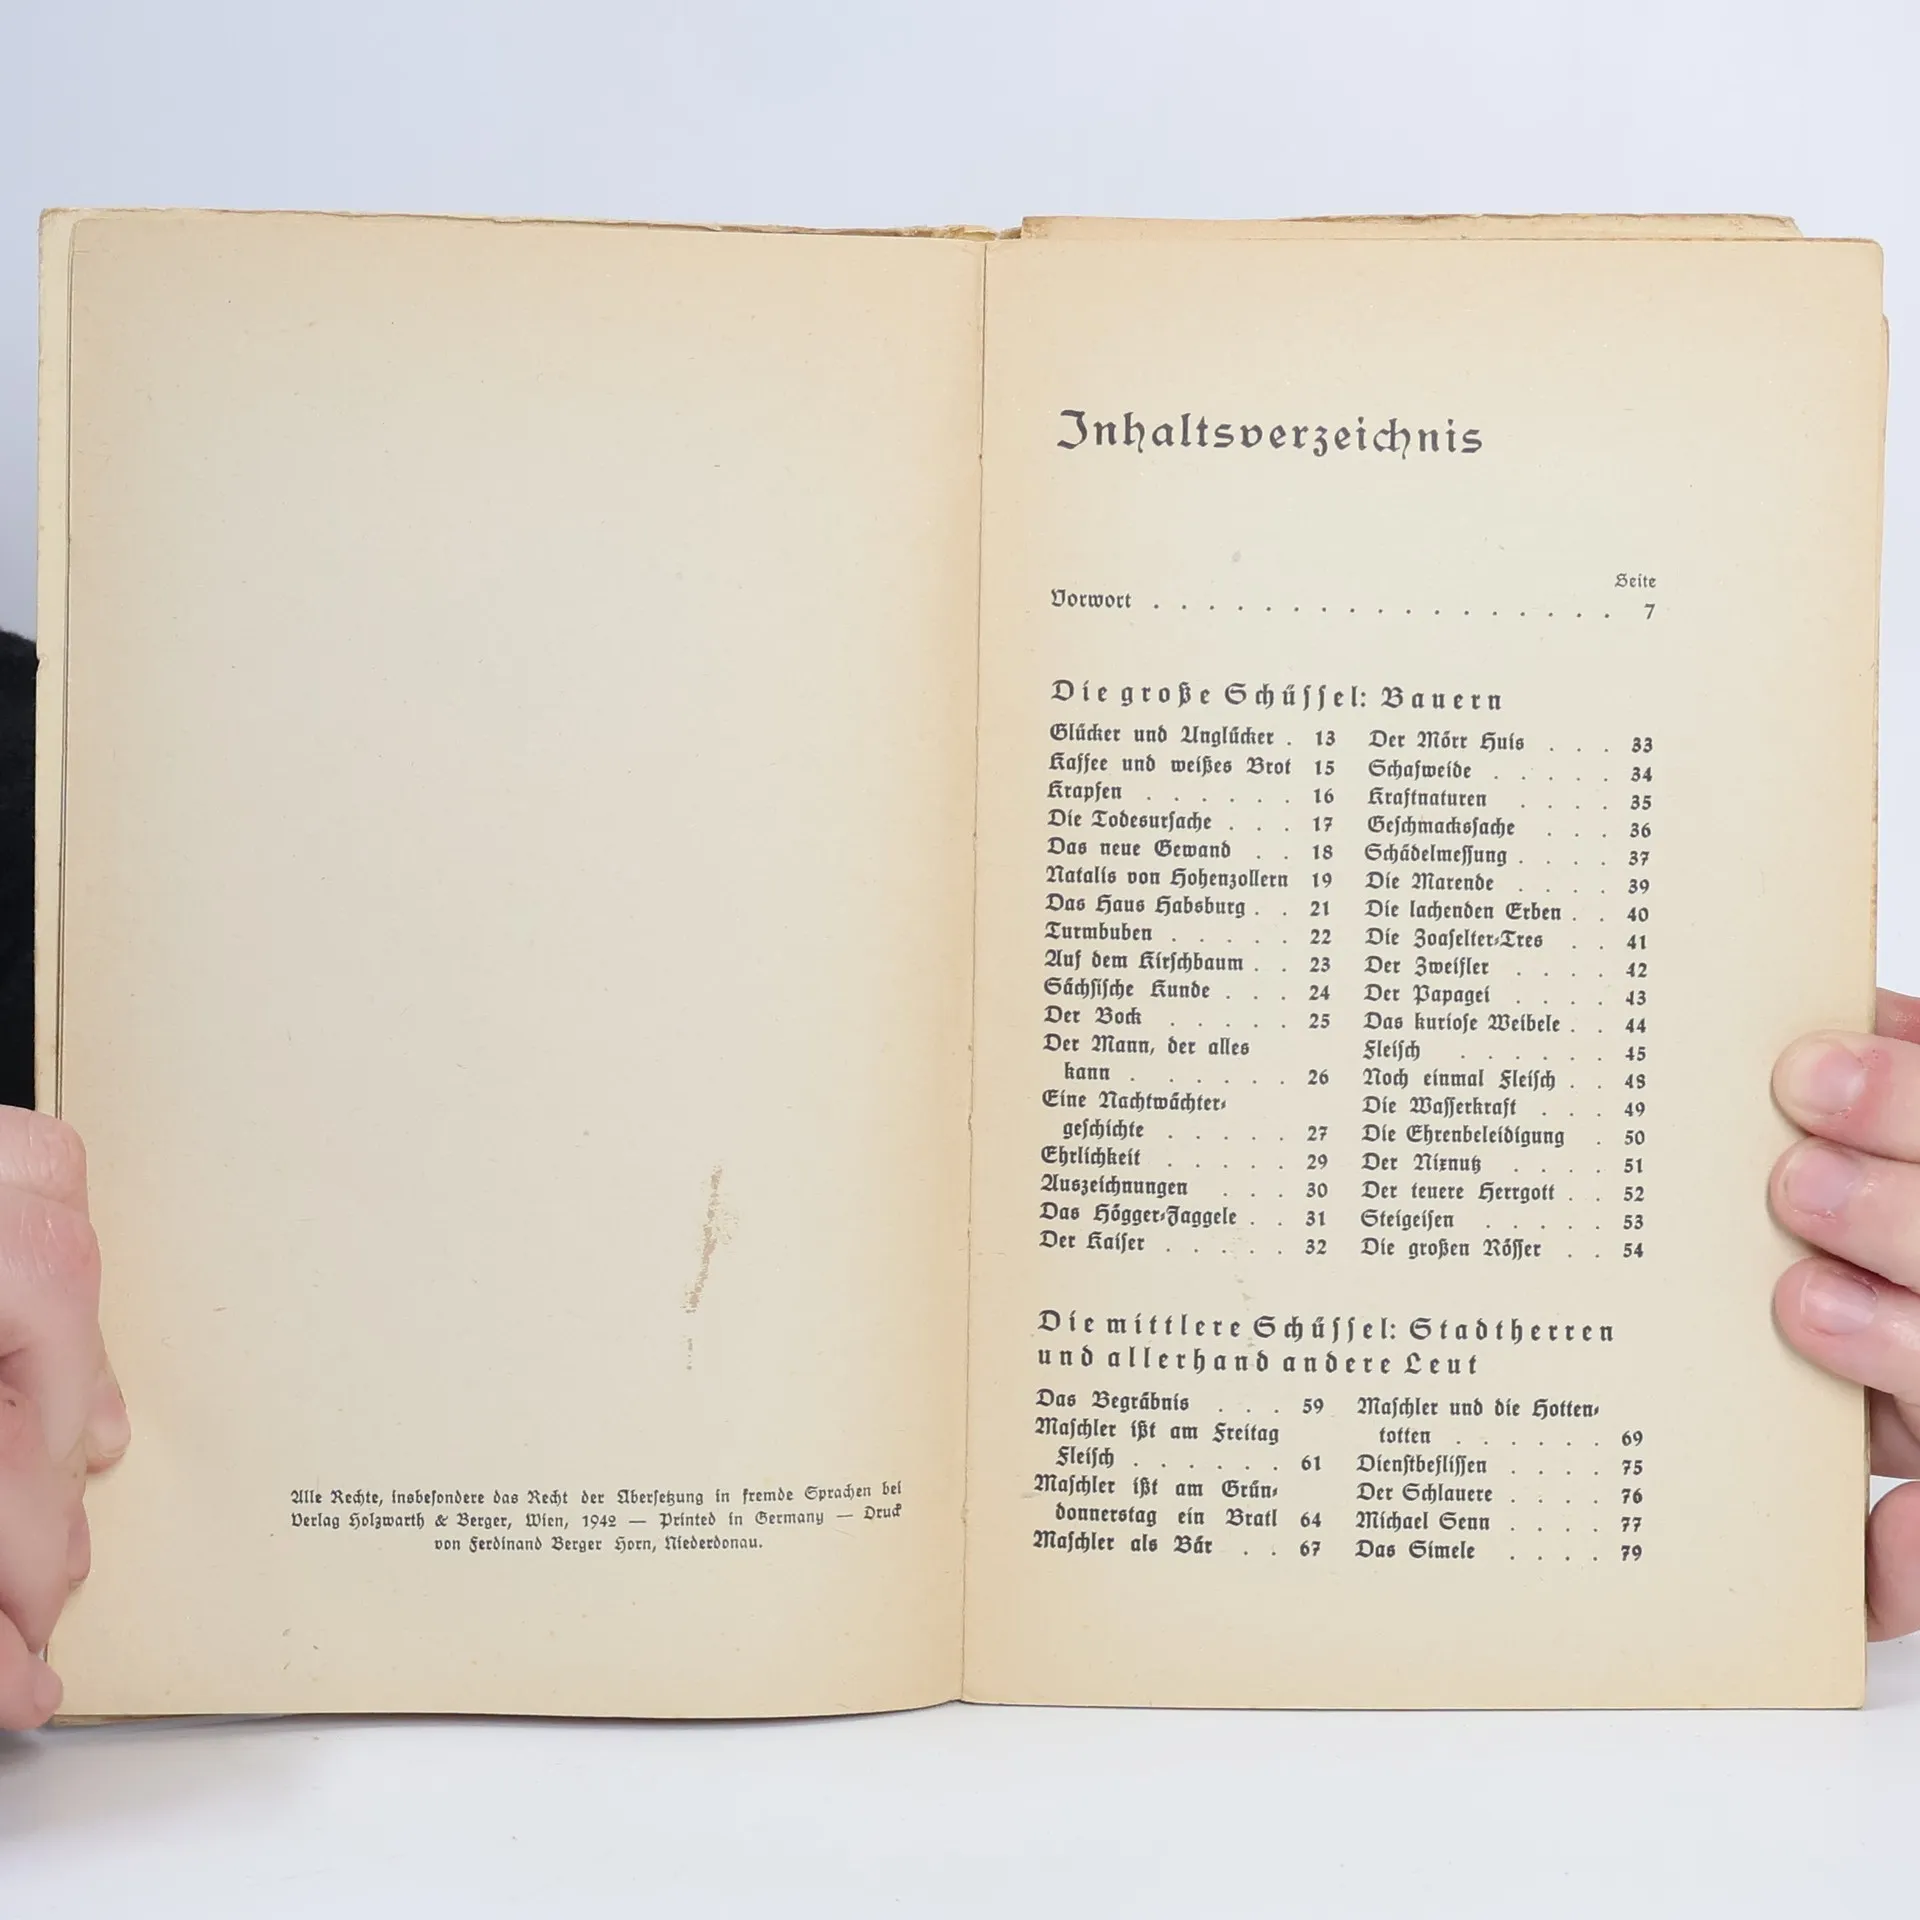 Alle Rechte, insbesondere das Recht der Übersetzung in fremde Sprachen bei
Verlag Holzwarth & Berger, Wien, 1942 — Printed in Germany — Druck
von Ferdinand Berger Horn, Niederdonau.
Inhaltsverzeichnis
Seite
Vorwort . . . . . . . . . . . . . . . . . 7
Die große Schüssel: Bauern
Glücker und Unglücker . 13
Kaffee und weißes Brot 15
Krapfen . . . . . . 16
Die Todesursache . . . 17
Das neue Gewand . . 18
Natalis von Hohenzollern 19
Das Haus Habsburg . . 21
Turmbuben . . . . . 22
Auf dem Kirschbaum . . 23
Sächsische Kunde . . . 24
Der Bock . . . . . 25
Der Mann, der alles
kann . . . . . . 26
Eine Nachtwächter-
geschichte . . . . . 27
Ehrlichkeit . . . . . 29
Auszeichnungen . . . 30
Das Högger-Jaggele . . 31
Der Kaiser . . . . . 32
Der Mörr Huis . . . 33
Schafweide . . . . . 34
Kraftnaturen . . . . 35
Geschmackssache . . . 36
Schädelmessung . . . . 37
Die Marende . . . . 39
Die lachenden Erben . . 40
Die Zoaselter-Tres . . 41
Der Zweifler . . . . 42
Der Papagei . . . . 43
Das kuriose Weibele . . 44
Fleisch . . . . . . 45
Noch einmal Fleisch . . 48
Die Wasserkraft . . . 49
Die Ehrenbeleidigung . 50
Der Nixnutz . . . . 51
Der teuere Herrgott . . 52
Steigeisen . . . . . 53
Die großen Rösser . . 54
Die mittlere Schüssel: Stadtherren
und allerhand andere Leut
Das Begräbnis . . . 59
Maschler ißt am Freitag
Fleisch . . . . . . 61
Maschler ißt am Grün-
donnerstag ein Bratl 64
Maschler als Bär . . 67
Maschler und die Hotten-
totten . . . . . . 69
Dienstbeflissen . . . . 75
Der Schlauere . . . . 76
Michael Senn . . . . 77
Das Simele . . . . 79